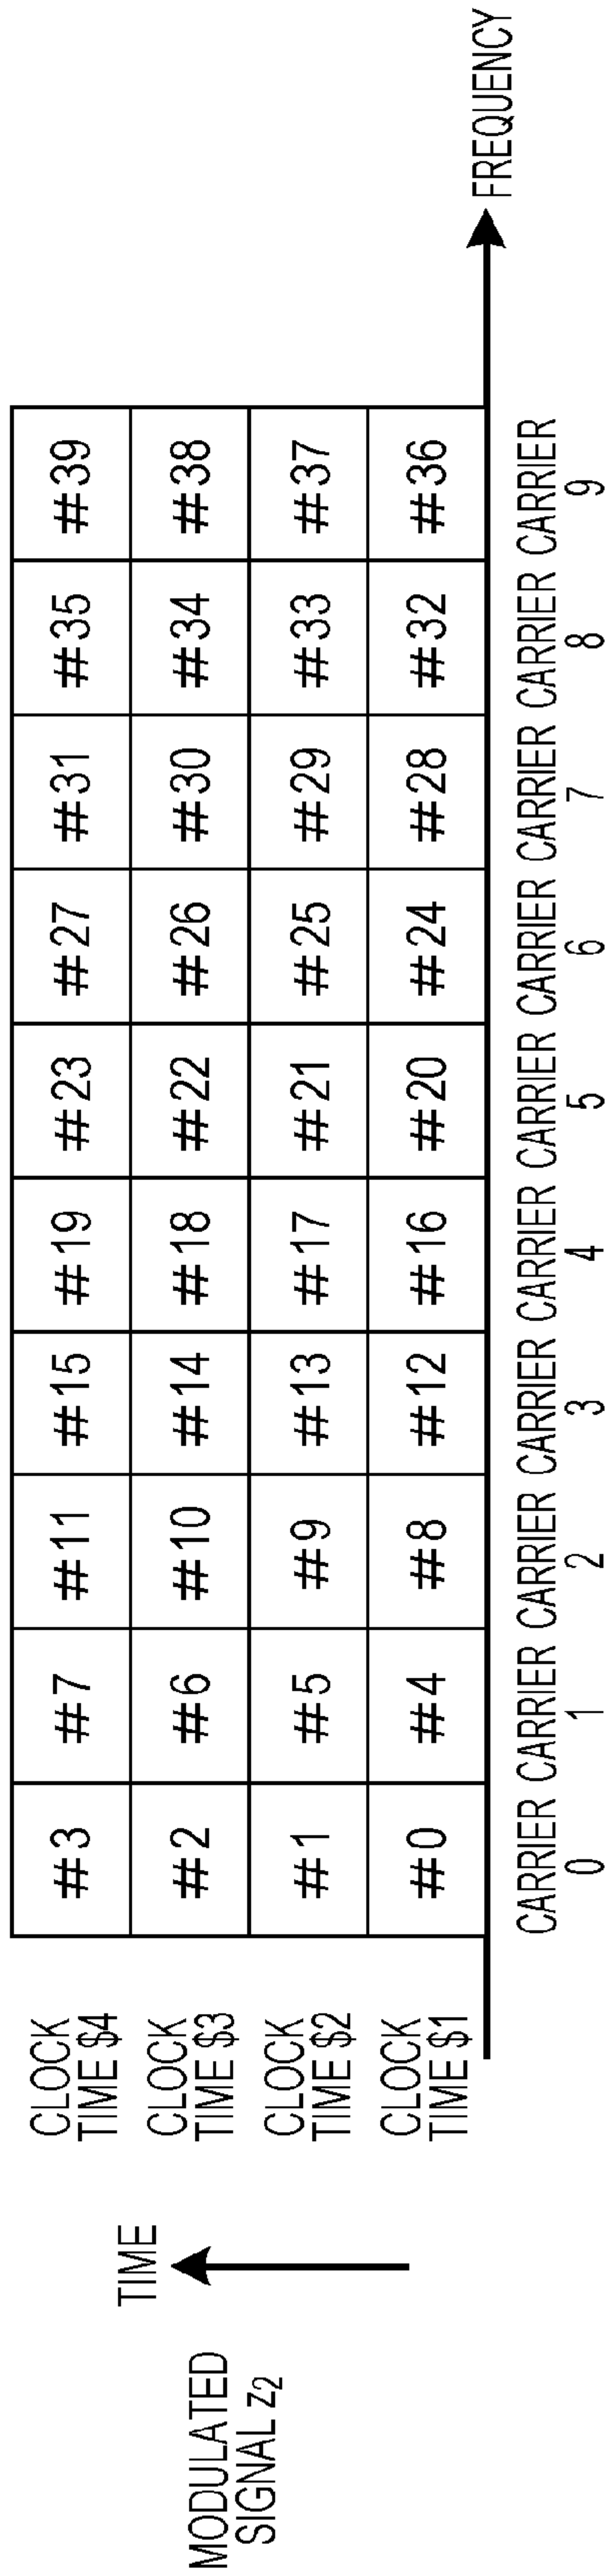 MODULATED
SIGNAL z2
TIME
CLOCK
TIME $4
#3 #7 #11 #15 #19 #23 #27 #31 #35 #39
CLOCK
TIME $3
#2 #6 #10 #14 #18 #22 #26 #30 #34 #38
CLOCK
TIME $2
#1 #5 #9 #13 #17 #21 #25 #29 #33 #37
CLOCK
TIME $1
#0 #4 #8 #12 #16 #20 #24 #28 #32 #36
FREQUENCY
CARRIER CARRIER CARRIER CARRIER CARRIER CARRIER CARRIER CARRIER CARRIER CARRIER
0 1 2 3 4 5 6 7 8 9